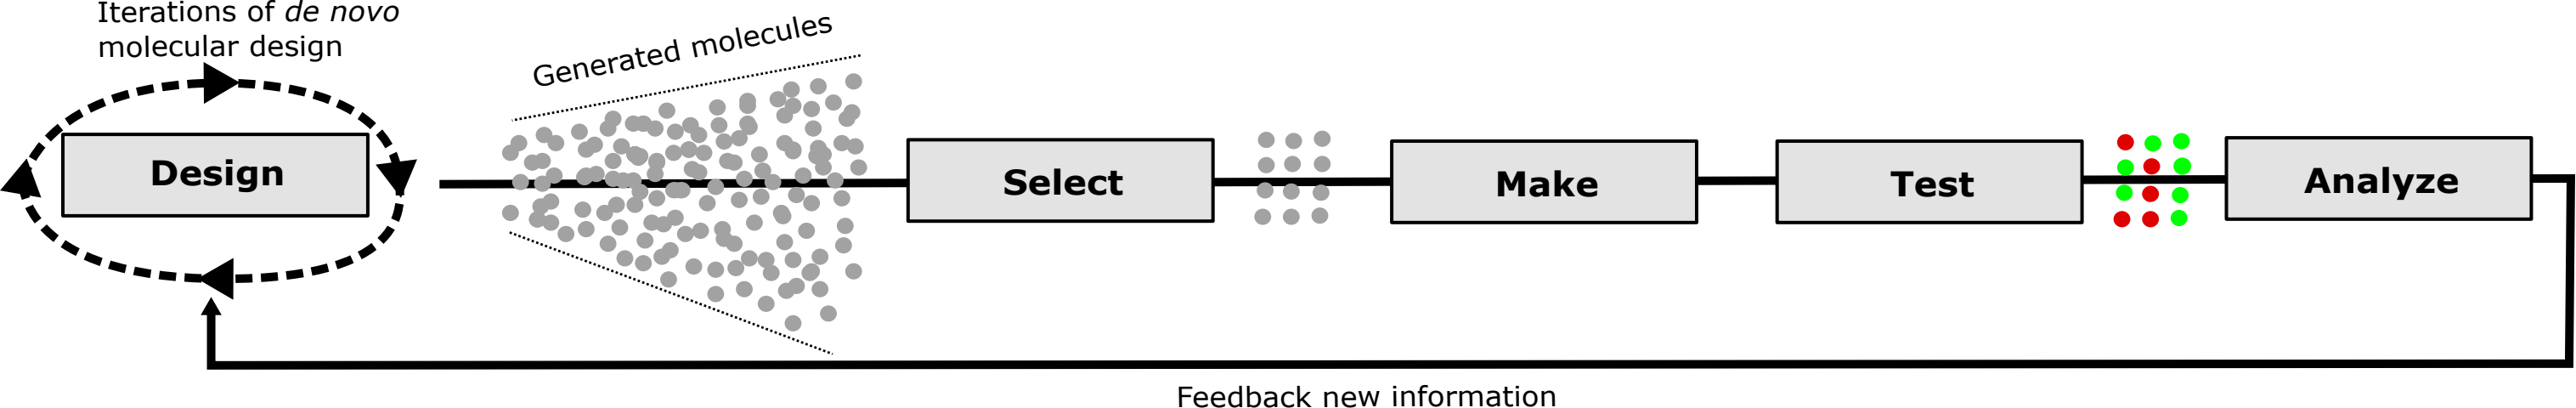 Iterations of de novo
molecular design
Generated molecules
Design
Select
Make
Test
Analyze
Feedback new information